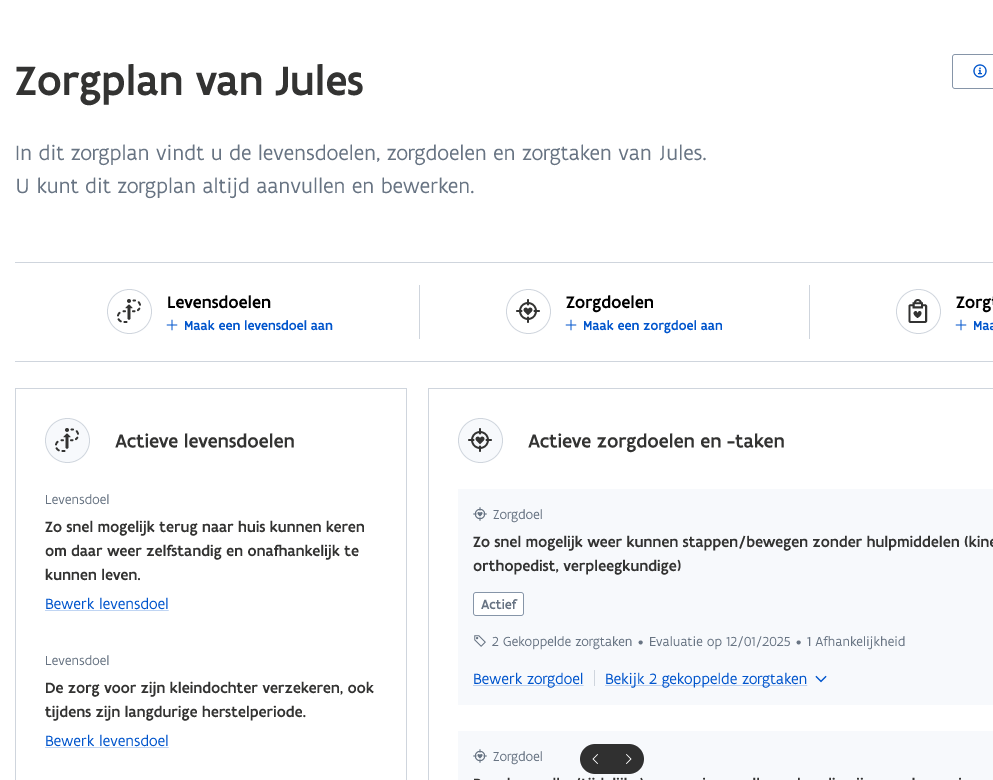 Zorgplan van Jules
In dit zorgplan vindt u de levensdoelen, zorgdoelen en zorgtaken van Jules.
U kunt dit zorgplan altijd aanvullen en bewerken.
Levensdoelen
+ Maak een levensdoel aan
Zorgdoelen
+ Maak een zorgdoel aan
Actieve levensdoelen
Levensdoel
Zo snel mogelijk terug naar huis kunnen keren
om daar weer zelfstandig en onafhankelijk te
kunnen leven.
Bewerk levensdoel
Levensdoel
De zorg voor zijn kleindochter verzekeren, ook
tijdens zijn langdurige herstelperiode.
Bewerk levensdoel
Actieve zorgdoelen en -taken
Zorgdoel
Zo snel mogelijk weer kunnen stappen/bewegen zonder hulpmiddelen
orthopedist, verpleegkundige)
Actief
2 Gekoppelde zorgtaken • Evaluatie op 12/01/2025 • 1 Afhankelijkheid
Bewerk zorgdoel
Bekijk 2 gekoppelde zorgtaken
Zorgdoel